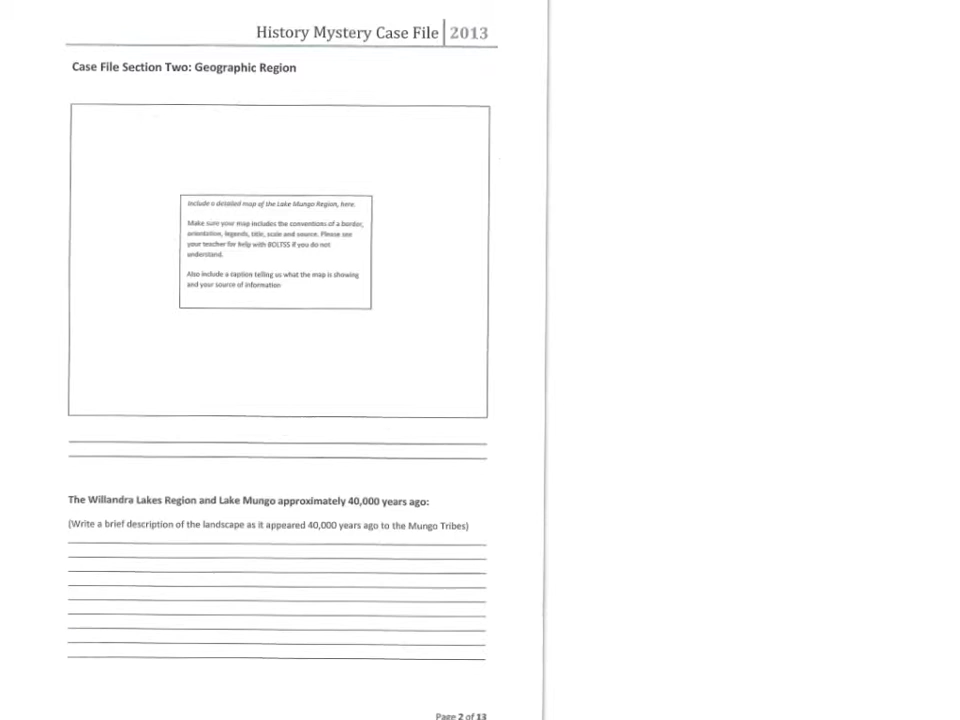 History Mystery Case File 2013
Case File Section Two: Geographic Region
Include a detailed map of the Lake Mungo Region, here.
Make sure your map includes the conventions of a border,
orientation, legends, title, scale and source. Please see
your teacher for help with BOLTSS if you do not
understand.
Also include a caption telling us what the map is showing
and your source of information
The Willandra Lakes Region and Lake Mungo approximately 40,000 years ago:
(Write a brief description of the landscape as it appeared 40,000 years ago to the Mungo Tribes)
Page 2 of 13